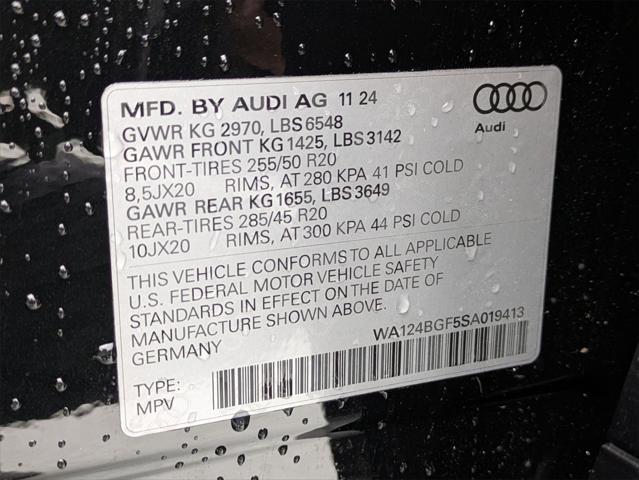 MFD. BY AUDI AG 11 24
GVWR KG 2970, LBS 6548
GAWR FRONT KG 1425, LBS 3142
FRONT-TIRES 255/50 R20
8,5JX20 RIMS, AT 280 KPA 41 PSI COLD
GAWR REAR KG 1655, LBS 3649
REAR-TIRES 285/45 R20
10JX20 RIMS, AT 300 KPA 44 PSI COLD
Audi
THIS VEHICLE CONFORMS TO ALL APPLICABLE
U.S. FEDERAL MOTOR VEHICLE SAFETY
STANDARDS IN EFFECT ON THE DATE OF
MANUFACTURE SHOWN ABOVE.
GERMANY
WA124BGF5SA019413
TYPE:
MPV